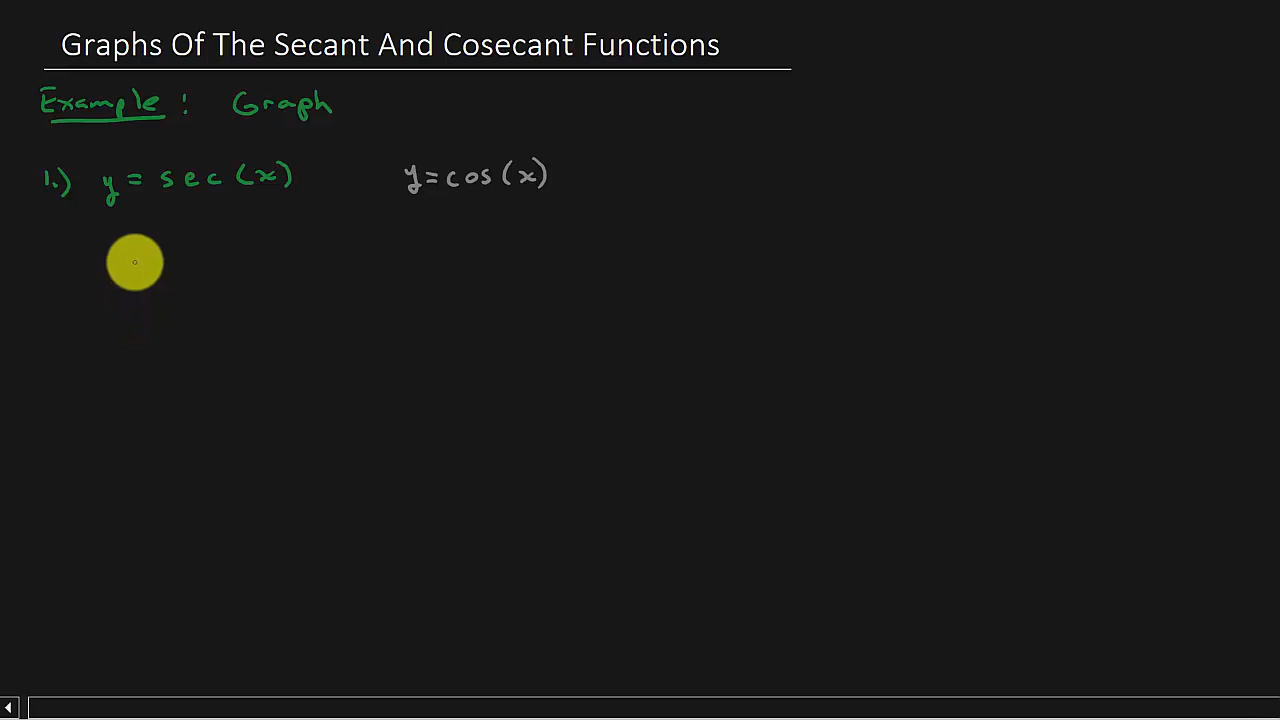 Graphs Of The Secant And Cosecant Functions
Example: Graph
1.) y = sec(x) y=cos(x)